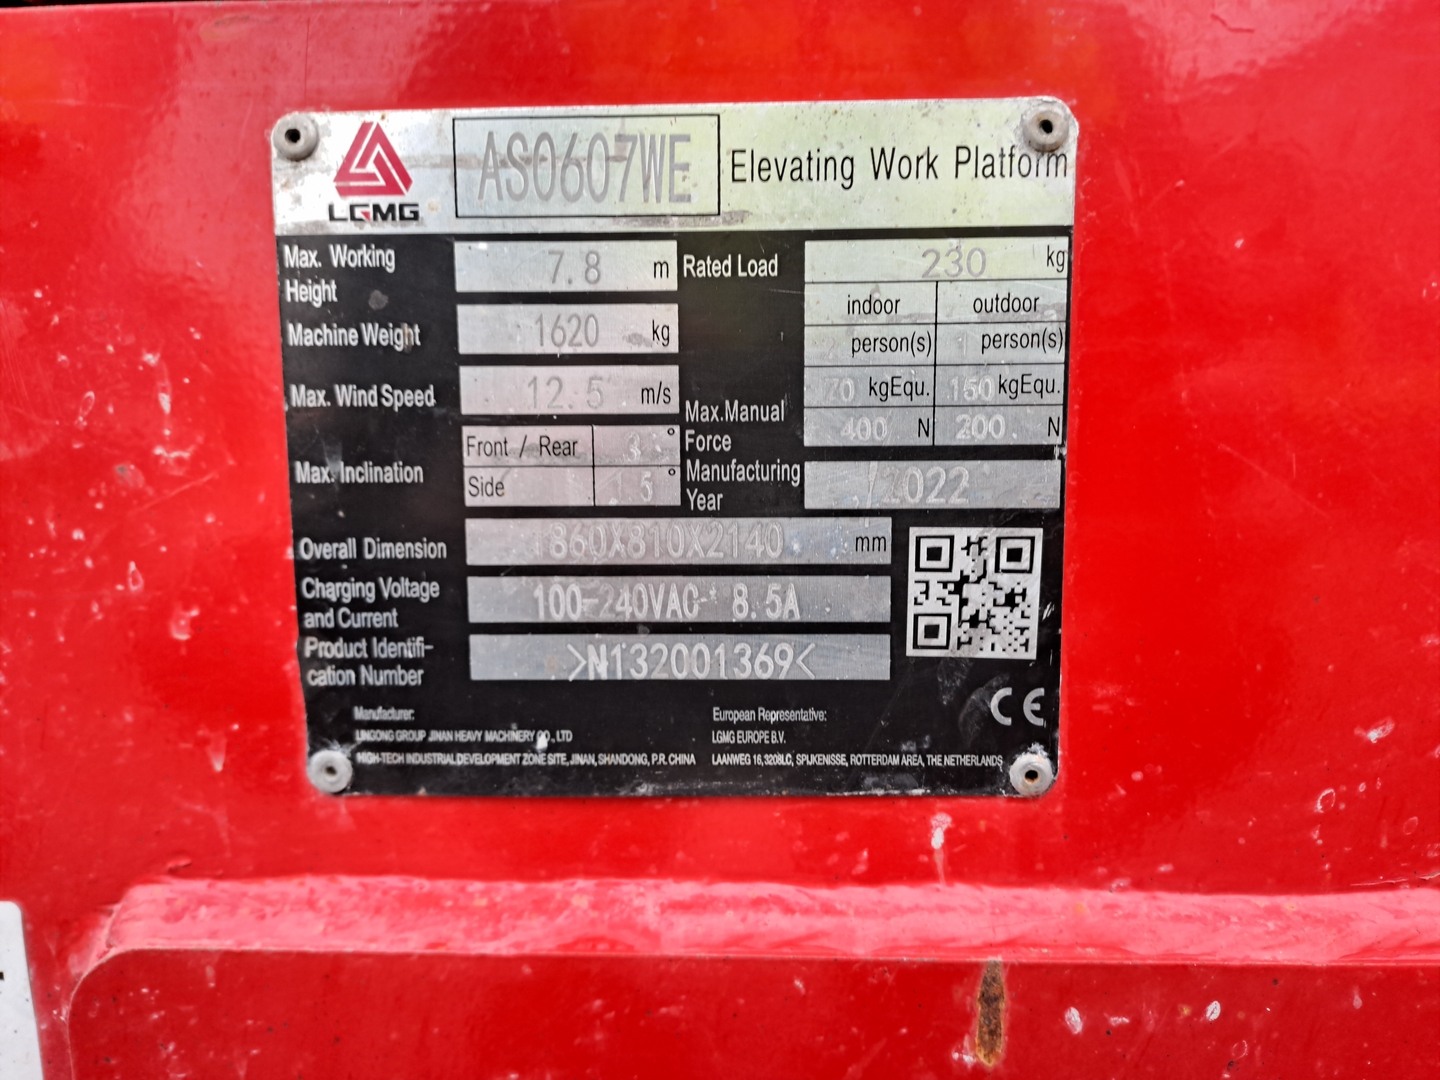 LGMG
AS0607WE
Elevating Work Platform
Max. Working
Height
7.8 m
Rated Load
230 kg
indoor outdoor
Machine Weight
1620 kg
person(s) 1 person(s)
Max. Wind Speed
12.5 m/s
70 kgEqu. 150 kgEqu.
Max.Manual
Force
400 N 200 N
Max. Inclination
Front / Rear 3 °
Side 1.5 °
Manufacturing
Year
2022
Overall Dimension
1860X810X2140 mm
Charging Voltage
and Current
100-240VAC 8.5A
Product Identifi-
cation Number
>N132001369<
CE
Manufacturer:
LINGONG GROUP JINAN HEAVY MACHINERY CO., LTD
HIGH-TECH INDUSTRIAL DEVELOPMENT ZONE SITE, JINAN, SHANDONG, P.R. CHINA
European Representative:
LGMG EUROPE B.V.
LAANWEG 16, 3208LC, SPIJKENISSE, ROTTERDAM AREA, THE NETHERLANDS